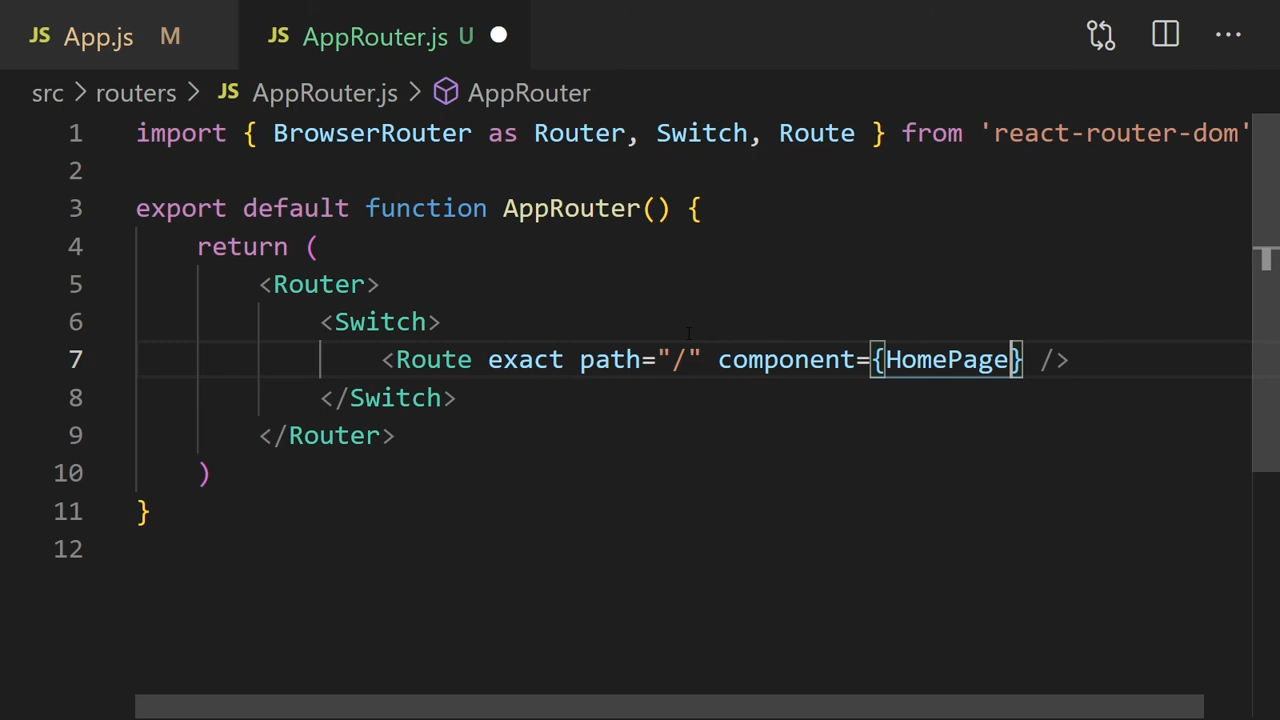 JS App.js M JS AppRouter.js U
src > routers > JS AppRouter.js > AppRouter
1 import { BrowserRouter as Router, Switch, Route } from 'react-router-dom'
2
3 export default function AppRouter() {
4 return (
5 <Router>
6 <Switch>
7 <Route exact path="/" component={HomePage} />
8 </Switch>
9 </Router>
10 )
11 }
12